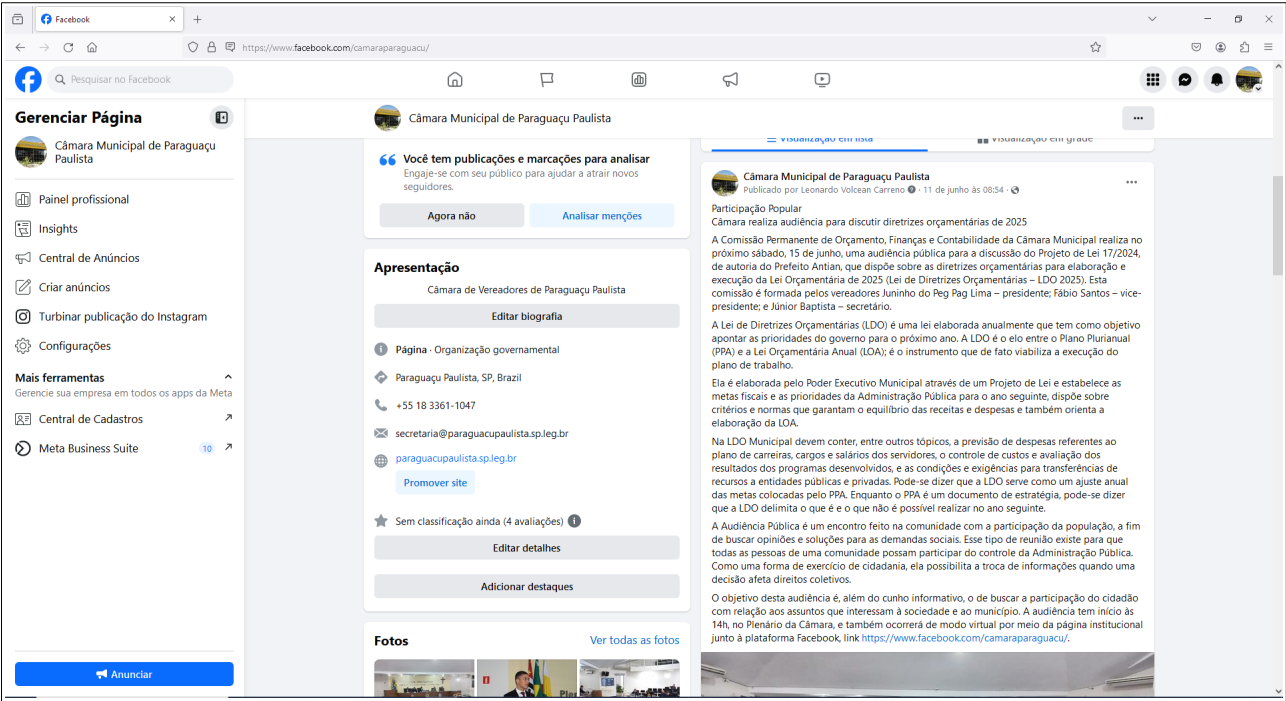 Facebook
https://www.facebook.com/camaraparaguacu/
Pesquisar no Facebook
Gerenciar Página
Câmara Municipal de Paraguaçu
Paulista
Painel profissional
Insights
Central de Anúncios
Criar anúncios
Turbinar publicação do Instagram
Configurações
Mais ferramentas
Gerencie sua empresa em todos os apps da Meta
Central de Cadastros
Meta Business Suite 10
Anunciar
Câmara Municipal de Paraguaçu Paulista
Você tem publicações e marcações para analisar
Engaje-se com seu público para ajudar a atrair novos
seguidores.
Agora não
Analisar menções
Apresentação
Câmara de Vereadores de Paraguaçu Paulista
Editar biografia
Página · Organização governamental
Paraguaçu Paulista, SP, Brazil
+55 18 3361-1047
secretaria@paraguacupaulista.sp.leg.br
paraguacupaulista.sp.leg.br
Promover site
Sem classificação ainda (4 avaliações)
Editar detalhes
Adicionar destaques
Fotos
Ver todas as fotos
Visualização em lista
Visualização em grade
Câmara Municipal de Paraguaçu Paulista
Publicado por Leonardo Volcean Carreno · 11 de junho às 08:54 ·
Participação Popular
Câmara realiza audiência para discutir diretrizes orçamentárias de 2025
A Comissão Permanente de Orçamento, Finanças e Contabilidade da Câmara Municipal realiza no
próximo sábado, 15 de junho, uma audiência pública para a discussão do Projeto de Lei 17/2024,
de autoria do Prefeito Antian, que dispõe sobre as diretrizes orçamentárias para elaboração e
execução da Lei Orçamentária de 2025 (Lei de Diretrizes Orçamentárias – LDO 2025). Esta
comissão é formada pelos vereadores Juninho do Peg Pag Lima – presidente; Fábio Santos – vice-
presidente; e Júnior Baptista – secretário.
A Lei de Diretrizes Orçamentárias (LDO) é uma lei elaborada anualmente que tem como objetivo
apontar as prioridades do governo para o próximo ano. A LDO é o elo entre o Plano Plurianual
(PPA) e a Lei Orçamentária Anual (LOA); é o instrumento que de fato viabiliza a execução do
plano de trabalho.
Ela é elaborada pelo Poder Executivo Municipal através de um Projeto de Lei e estabelece as
metas fiscais e as prioridades da Administração Pública para o ano seguinte, dispõe sobre
critérios e normas que garantam o equilíbrio das receitas e despesas e também orienta a
elaboração da LOA.
Na LDO Municipal devem conter, entre outros tópicos, a previsão de despesas referentes ao
plano de carreiras, cargos e salários dos servidores, o controle de custos e avaliação dos
resultados dos programas desenvolvidos, e as condições e exigências para transferências de
recursos a entidades públicas e privadas. Pode-se dizer que a LDO serve como um ajuste anual
das metas colocadas pelo PPA. Enquanto o PPA é um documento de estratégia, pode-se dizer
que a LDO delimita o que é e o que não é possível realizar no ano seguinte.
A Audiência Pública é um encontro feito na comunidade com a participação da população, a fim
de buscar opiniões e soluções para as demandas sociais. Esse tipo de reunião existe para que
todas as pessoas de uma comunidade possam participar do controle da Administração Pública.
Como uma forma de exercício de cidadania, ela possibilita a troca de informações quando uma
decisão afeta direitos coletivos.
O objetivo desta audiência é, além do cunho informativo, o de buscar a participação do cidadão
com relação aos assuntos que interessam à sociedade e ao município. A audiência tem início às
14h, no Plenário da Câmara, e também ocorrerá de modo virtual por meio da página institucional
junto à plataforma Facebook, link https://www.facebook.com/camaraparaguacu/.